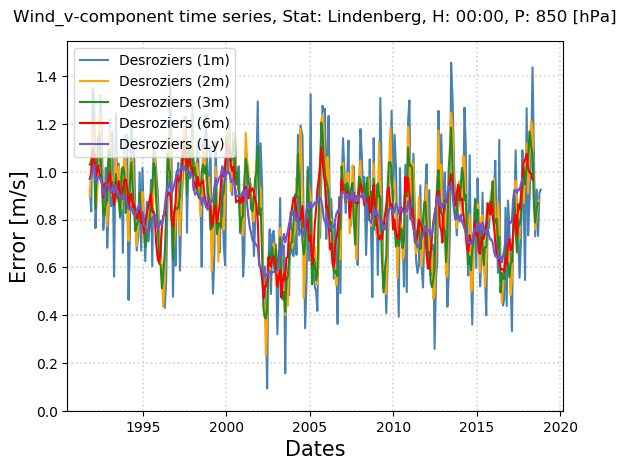 Wind_v-component time series, Stat: Lindenberg, H: 00:00, P: 850 [hPa]
Desroziers (1m)
Desroziers (2m)
Desroziers (3m)
Desroziers (6m)
Desroziers (1y)
Error [m/s]
1.4
1.2
1.0
0.8
0.6
0.4
0.2
0.0
1995 2000 2005 2010 2015 2020
Dates